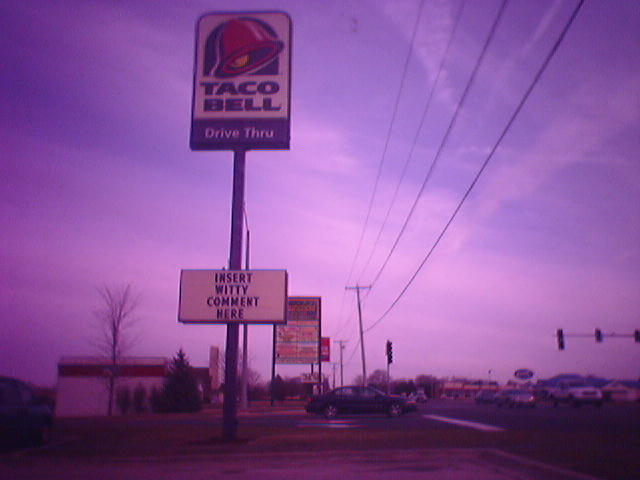 TACO
BELL
Drive Thru
INSERT
WITTY
COMMENT
HERE